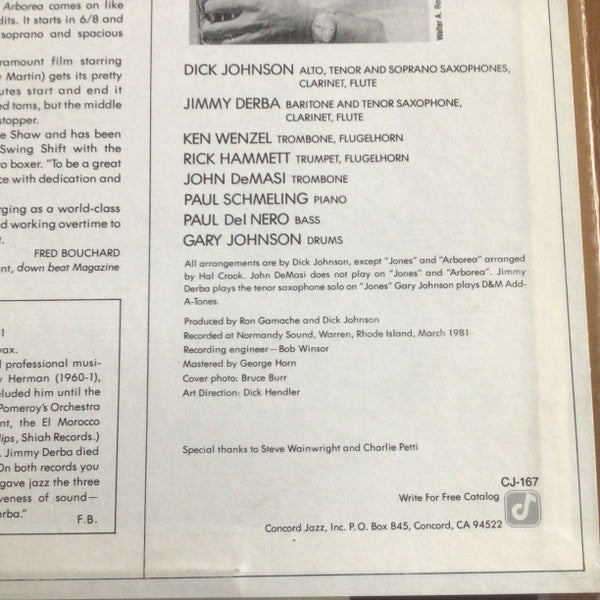 Arborea comes on like
dits. It starts in 6/8 and
soprano and spacious
ramount film starring
Martin) gets its pretty
utes start and end it
ed toms, but the middle
stopper.
e Shaw and has been
Swing Shift with the
o boxer. "To be a great
ce with dedication and
rging as a world-class
d working overtime to
t.
FRED BOUCHARD
nt, down beat Magazine
1
wax.
l professional musi-
y Herman (1960-1),
cluded him until the
Pomeroy's Orchestra
nt, the El Morocco
lips, Shiah Records.)
. Jimmy Derba died
On both records you
gave jazz the three
veness of sound—
erba."
F.B.
Walter A. Ro
DICK JOHNSON ALTO, TENOR AND SOPRANO SAXOPHONES,
CLARINET, FLUTE
JIMMY DERBA BARITONE AND TENOR SAXOPHONE,
CLARINET, FLUTE
KEN WENZEL TROMBONE, FLUGELHORN
RICK HAMMETT TRUMPET, FLUGELHORN
JOHN DeMASI TROMBONE
PAUL SCHMELING PIANO
PAUL Del NERO BASS
GARY JOHNSON DRUMS
All arrangements are by Dick Johnson, except "Jones" and "Arborea" arranged
by Hal Crook. John DeMasi does not play on "Jones" and "Arborea". Jimmy
Derba plays the tenor saxophone solo on "Jones" Gary Johnson plays D&M Add-
A-Tones.
Produced by Ron Gamache and Dick Johnson
Recorded at Normandy Sound, Warren, Rhode Island, March 1981
Recording engineer—Bob Winsor
Mastered by George Horn
Cover photo: Bruce Burr
Art Direction: Dick Hendler
Special thanks to Steve Wainwright and Charlie Petti
CJ-167
Write For Free Catalog
Concord Jazz, Inc. P.O. Box 845, Concord, CA 94522